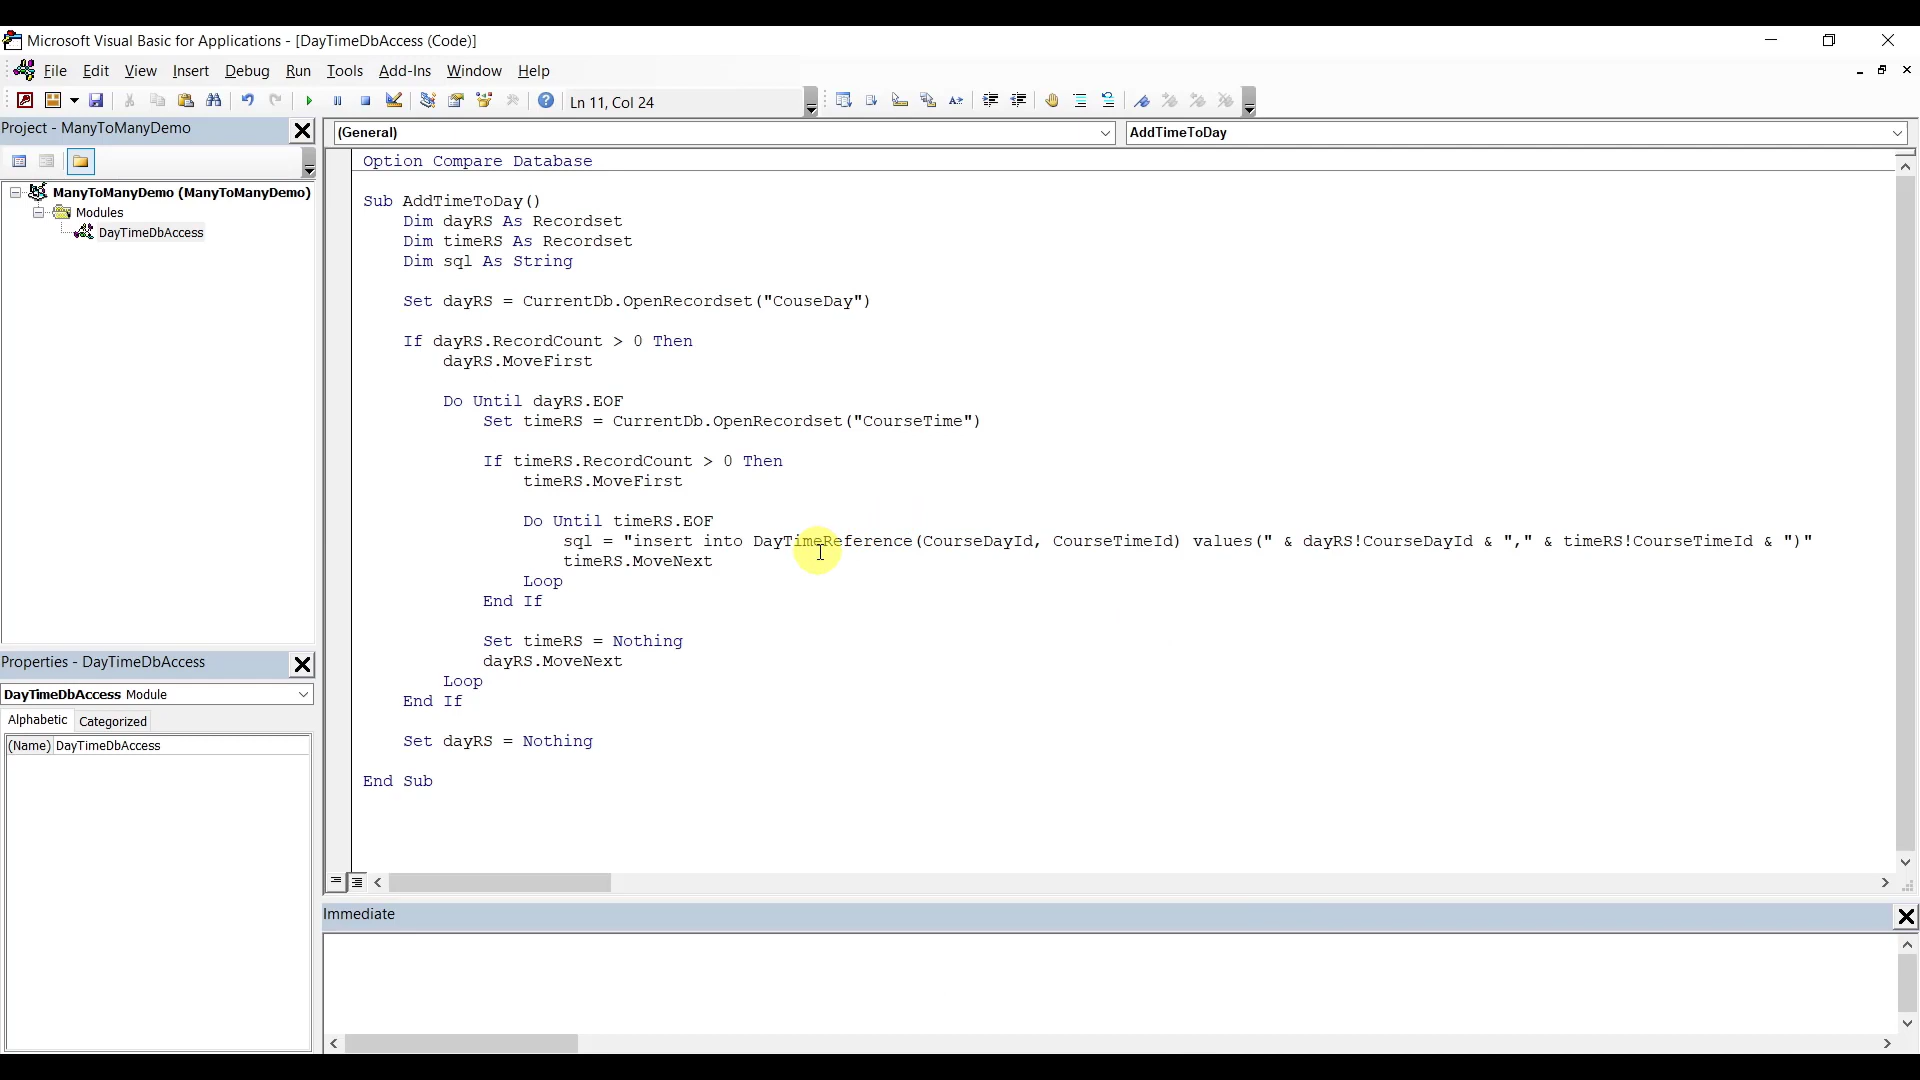 Microsoft Visual Basic for Applications - [DayTimeDbAccess (Code)]
File Edit View Insert Debug Run Tools Add-Ins Window Help
Ln 11, Col 24
Project - ManyToManyDemo
(General) AddTimeToDay
ManyToManyDemo (ManyToManyDemo)
Modules
DayTimeDbAccess
Option Compare Database
Sub AddTimeToDay()
Dim dayRS As Recordset
Dim timeRS As Recordset
Dim sql As String
Set dayRS = CurrentDb.OpenRecordset("CouseDay")
If dayRS.RecordCount > 0 Then
dayRS.MoveFirst
Do Until dayRS.EOF
Set timeRS = CurrentDb.OpenRecordset("CourseTime")
If timeRS.RecordCount > 0 Then
timeRS.MoveFirst
Do Until timeRS.EOF
sql = "insert into DayTimeReference(CourseDayId, CourseTimeId) values(" & dayRS!CourseDayId & "," & timeRS!CourseTimeId & ")"
timeRS.MoveNext
Loop
End If
Set timeRS = Nothing
dayRS.MoveNext
Loop
End If
Set dayRS = Nothing
End Sub
Properties - DayTimeDbAccess
DayTimeDbAccess Module
Alphabetic Categorized
(Name) DayTimeDbAccess
Immediate